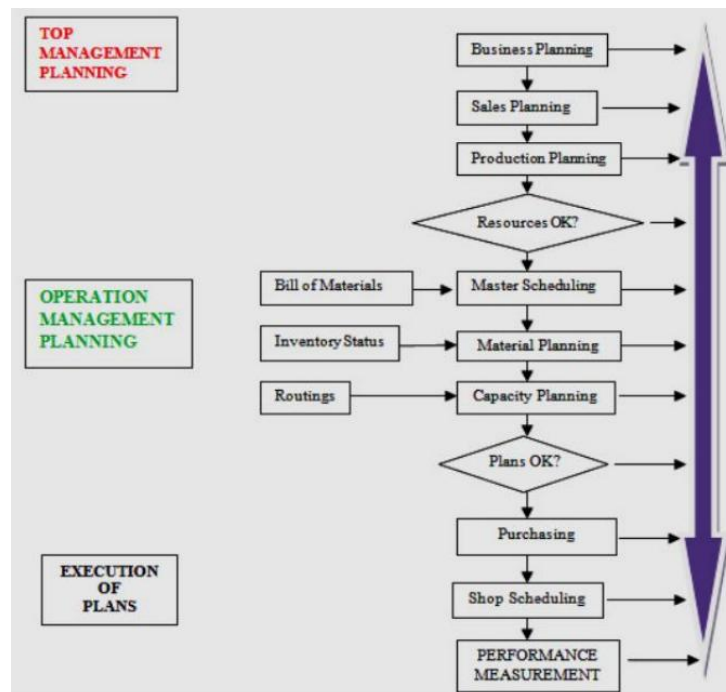 TOP
MANAGEMENT
PLANNING
Business Planning
Sales Planning
Production Planning
Resources OK?
Bill of Materials
Master Scheduling
OPERATION
MANAGEMENT
PLANNING
Inventory Status
Material Planning
Routings
Capacity Planning
Plans OK?
Purchasing
EXECUTION
OF
PLANS
Shop Scheduling
PERFORMANCE
MEASUREMENT